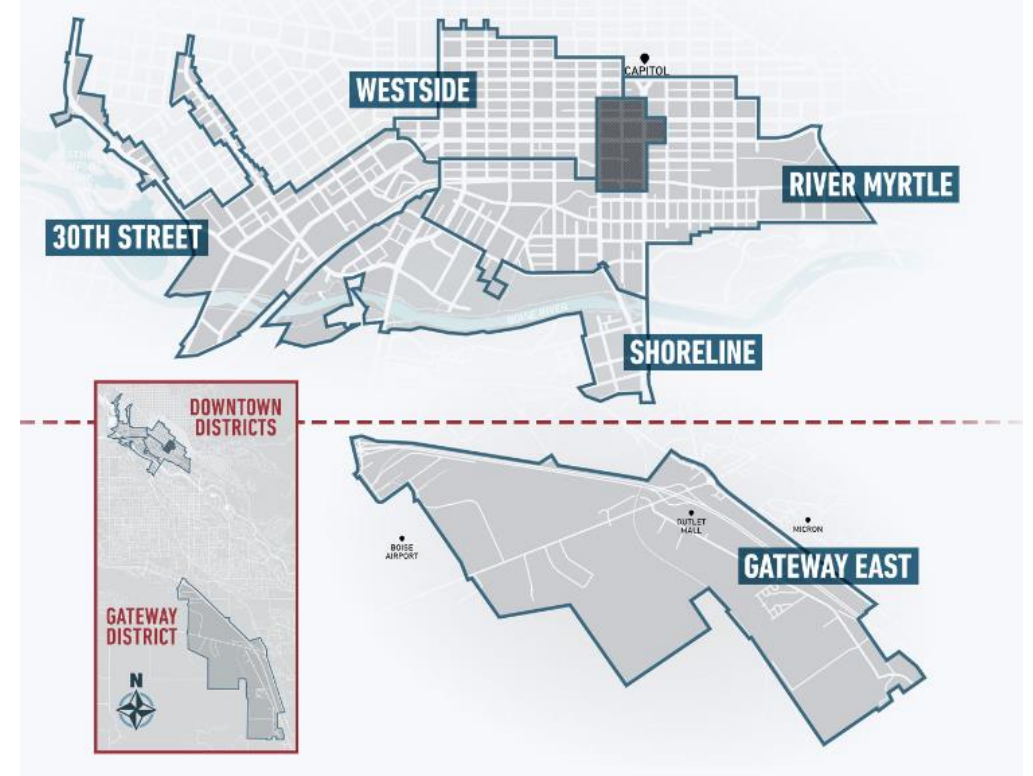 CAPITOL
WESTSIDE
RIVER MYRTLE
30TH STREET
BOISE RIVER
SHORELINE
DOWNTOWN
DISTRICTS
OUTLET
MALL
MICRON
BOISE
AIRPORT
GATEWAY EAST
GATEWAY
DISTRICT
N